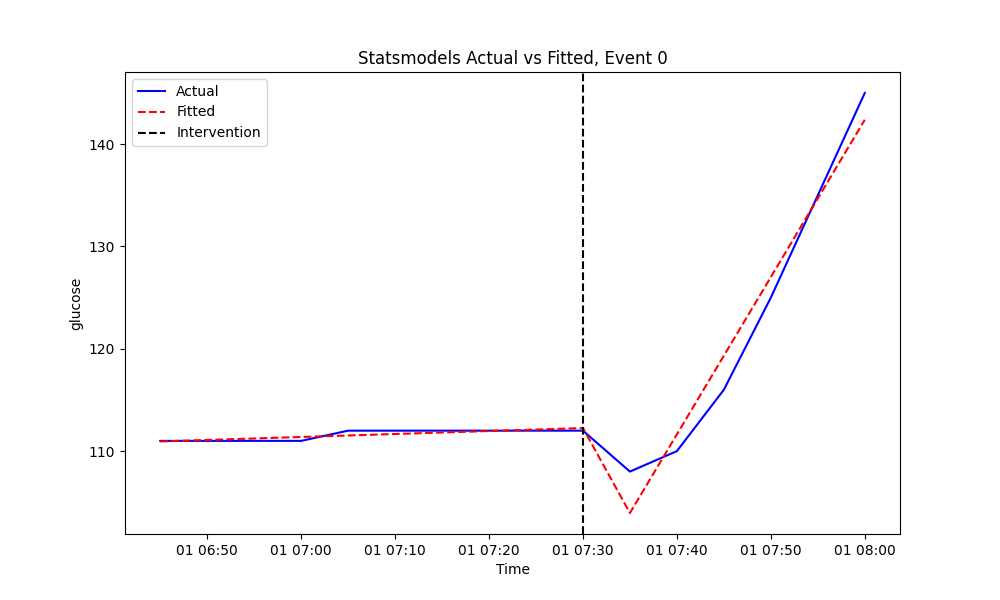 Statsmodels Actual vs Fitted, Event 0
Actual
Fitted
Intervention
140
130
120
110
glucose
01 06:50 01 07:00 01 07:10 01 07:20 01 07:30 01 07:40 01 07:50 01 08:00
Time